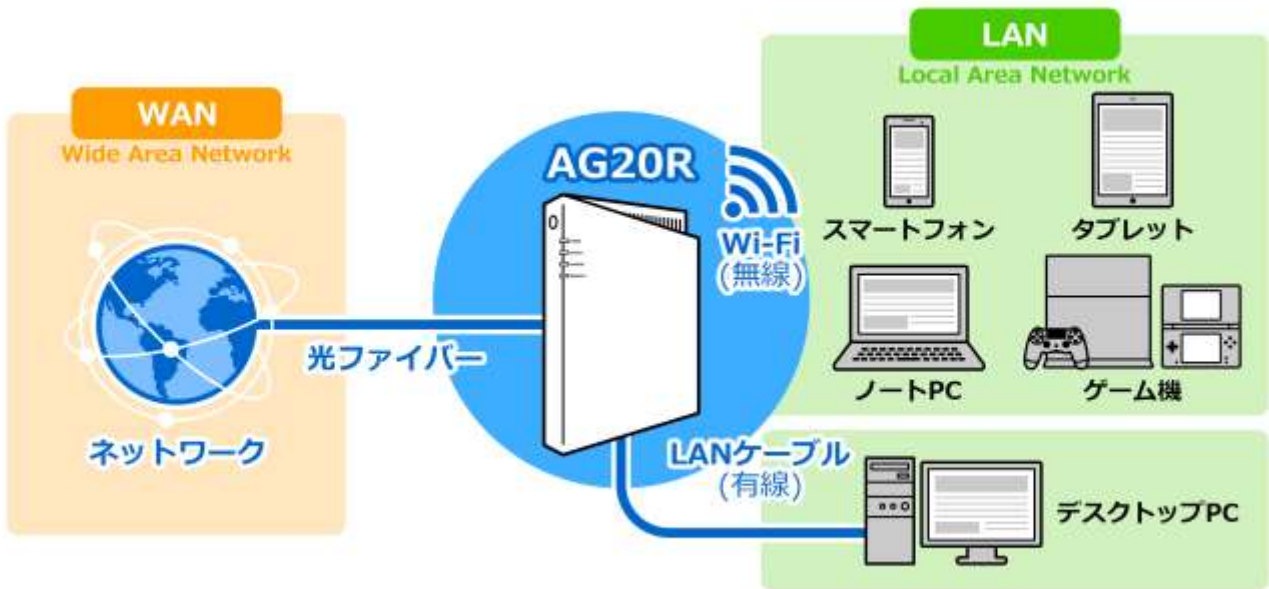 WAN
Wide Area Network
ネットワーク
光ファイバー
AG20R
Wi-Fi
(無線)
LANケーブル
(有線)
LAN
Local Area Network
スマートフォン
タブレット
ノートPC
ゲーム機
デスクトップPC